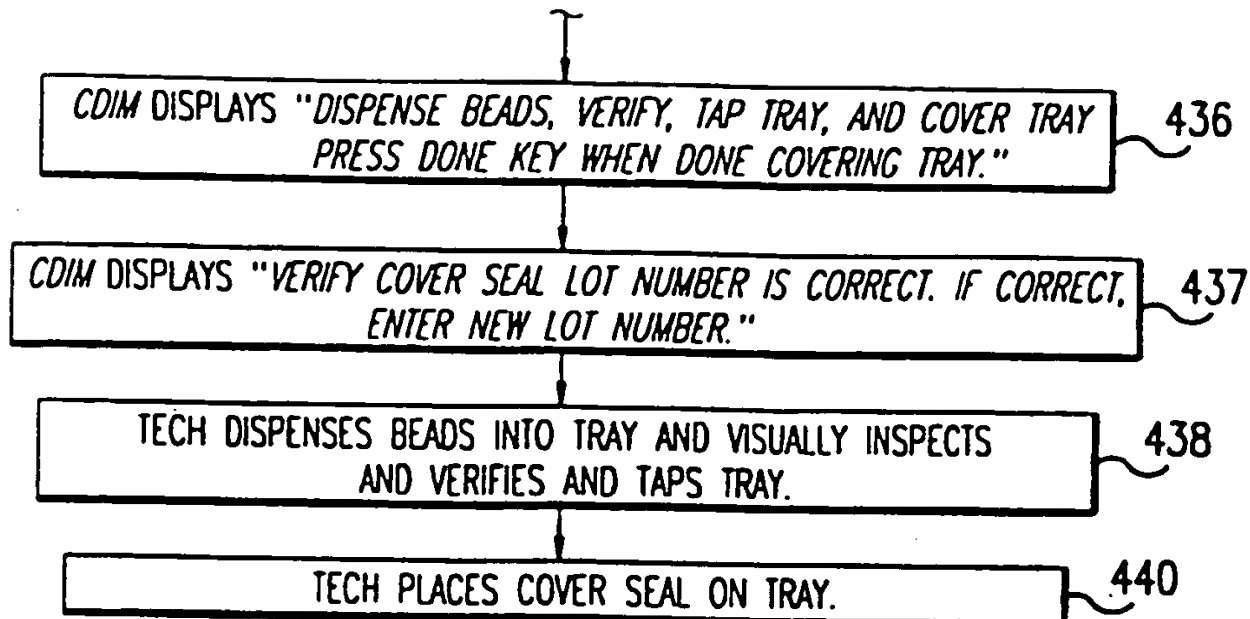 CDIM DISPLAYS "DISPENSE BEADS, VERIFY, TAP TRAY, AND COVER TRAY
PRESS DONE KEY WHEN DONE COVERING TRAY."
436
CDIM DISPLAYS "VERIFY COVER SEAL LOT NUMBER IS CORRECT. IF CORRECT,
ENTER NEW LOT NUMBER."
437
TECH DISPENSES BEADS INTO TRAY AND VISUALLY INSPECTS
AND VERIFIES AND TAPS TRAY.
438
TECH PLACES COVER SEAL ON TRAY.
440